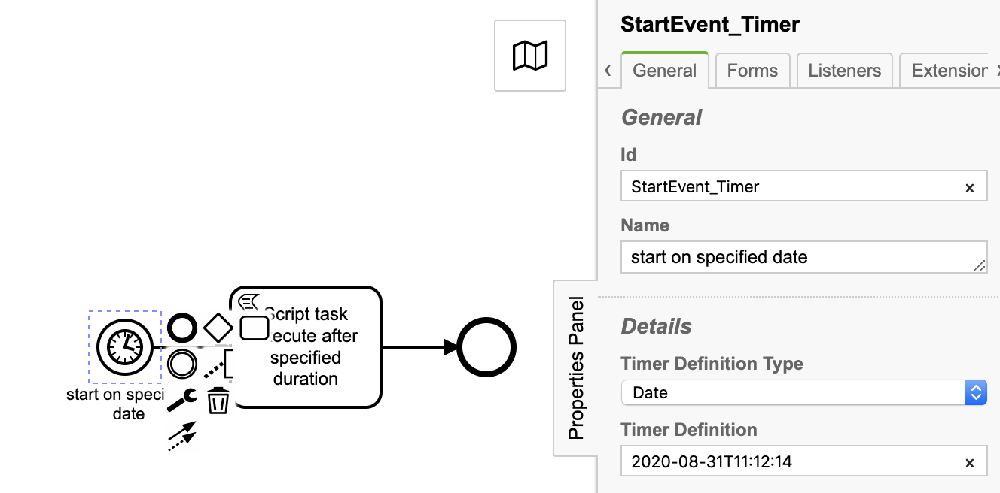 StartEvent_Timer
General
Forms
Listeners
Extension
General
Id
StartEvent_Timer
Name
start on specified date
Details
Timer Definition Type
Date
Timer Definition
2020-08-31T11:12:14
Properties Panel
start on speci
date
Script task
ecute after
specified
duration